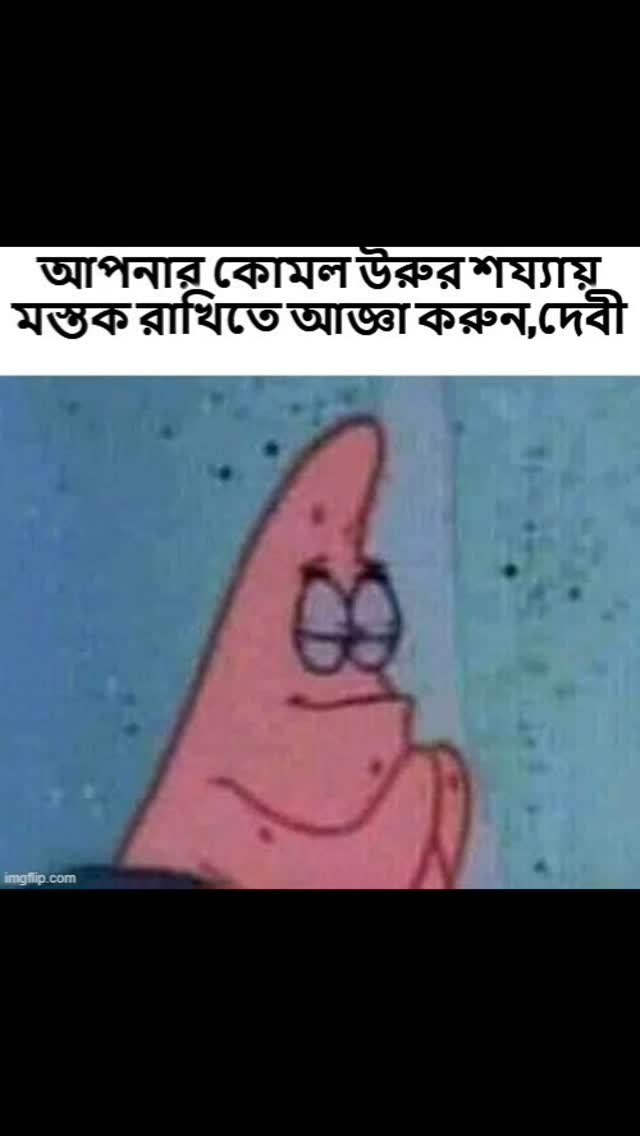 আপনার কোমল উরুর শয্যায়
মস্তক রাখিতে আজ্ঞা করুন,দেবী
imgflip.com